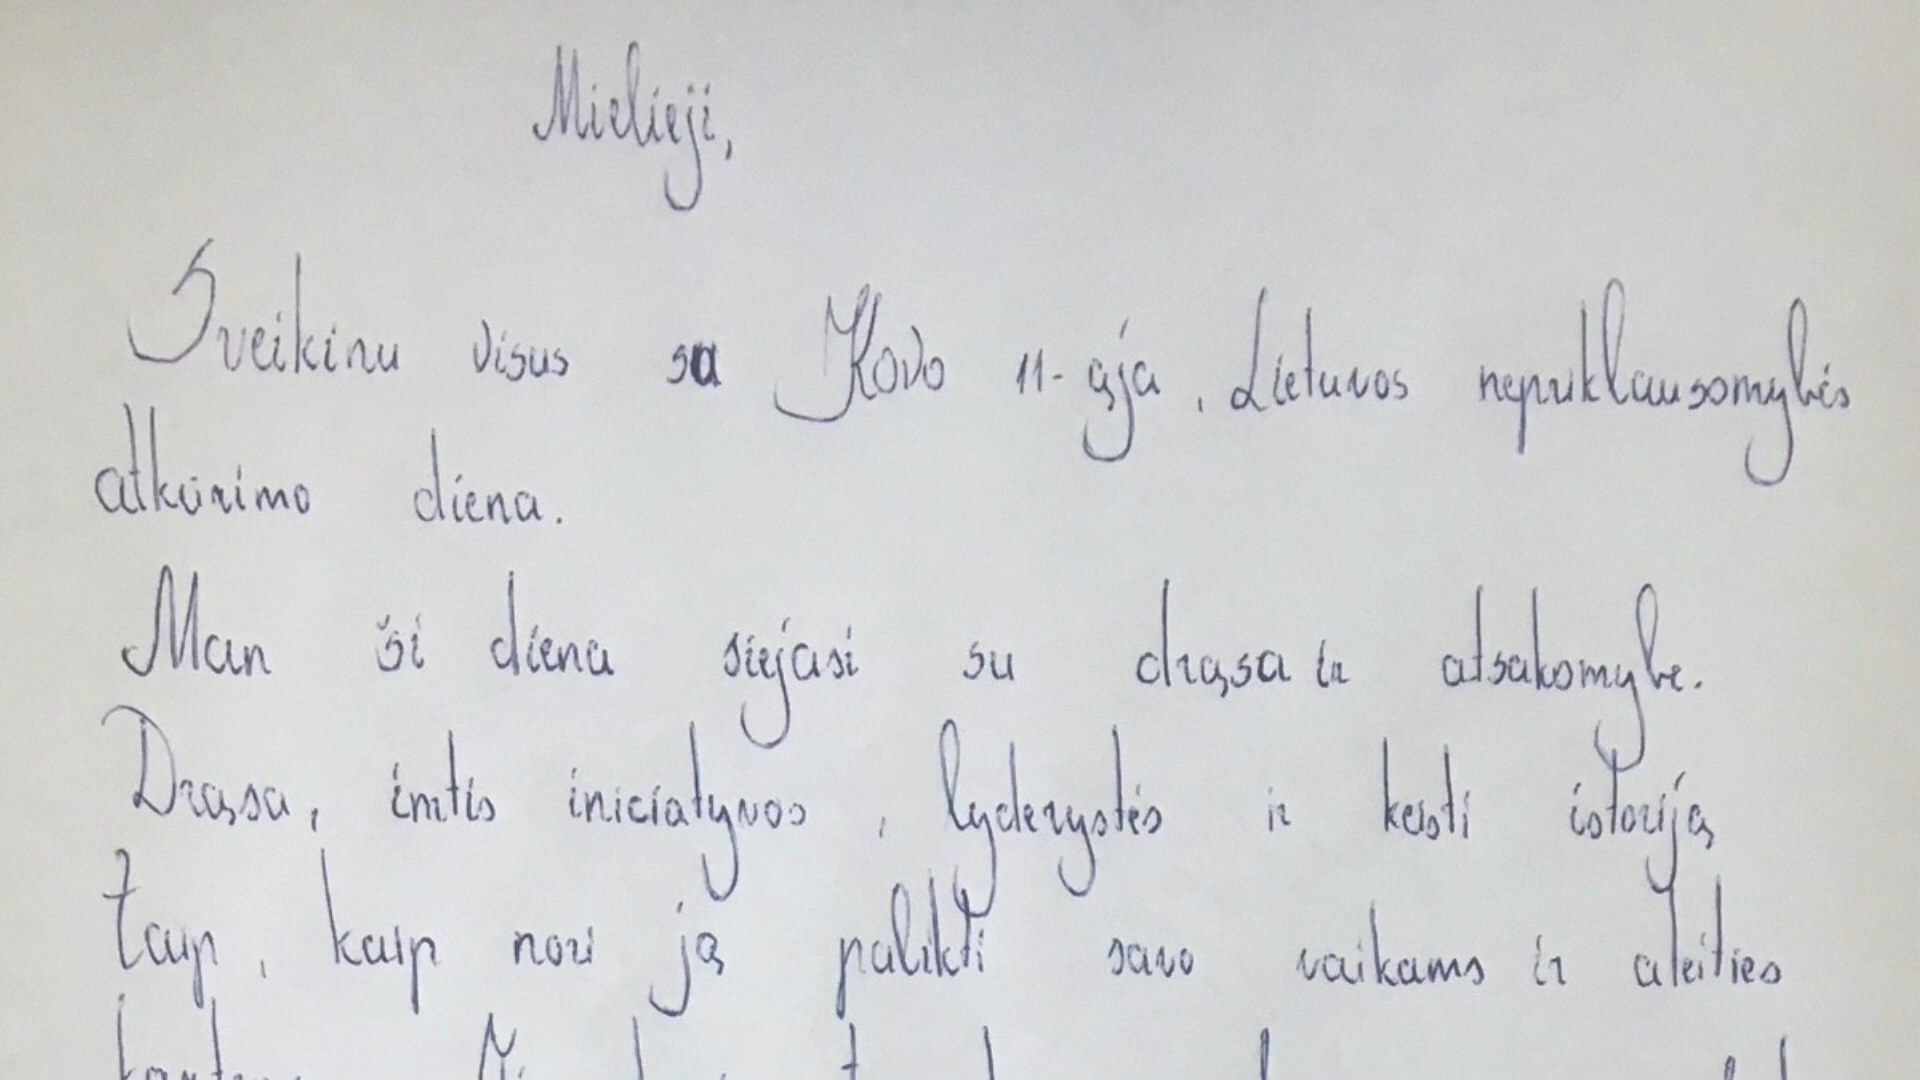 Mielieji,
Sveikinu visus su Kovo 11-ąja, Lietuvos nepriklausomybės
atkūrimo diena.
Man ši diena siejasi su drąsa ir atsakomybe.
Drąsa, imtis iniciatyvos, lyderystės ir keisti istoriją
taip, kaip nori ją palikti savo vaikams ir ateities